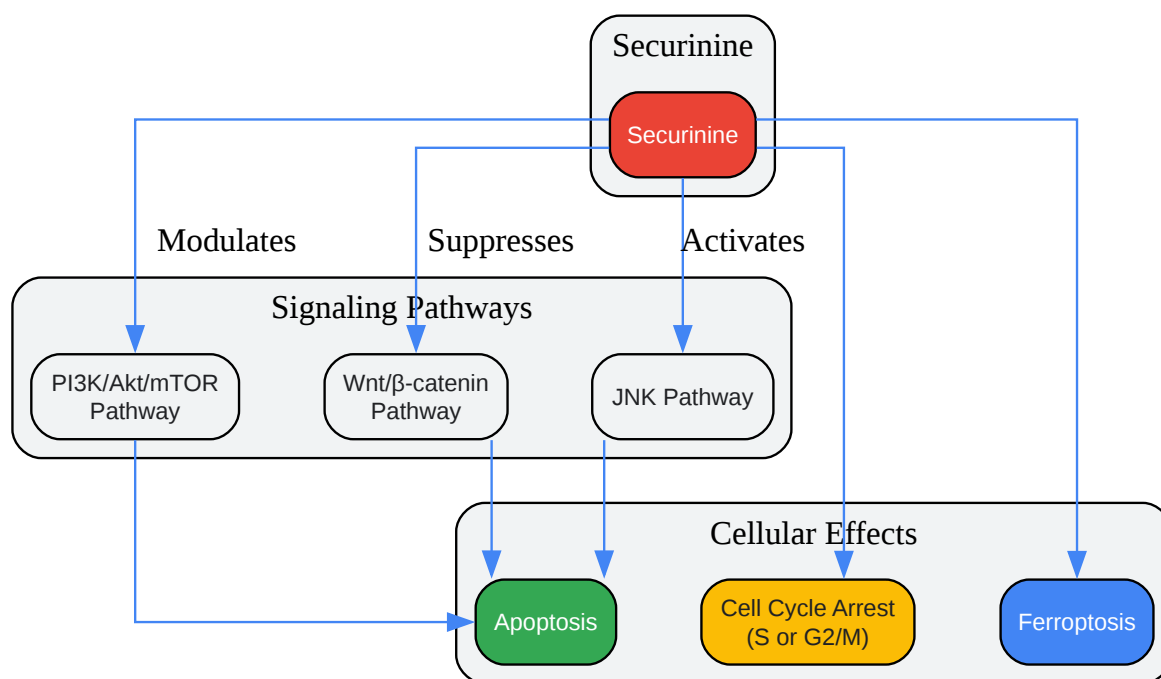 Securinine
Securinine
Modulates
Suppresses
Activates
Signaling Pathways
PI3K/Akt/mTOR
Pathway
Wnt/β-catenin
Pathway
JNK Pathway
Cellular Effects
Apoptosis
Cell Cycle Arrest
(S or G2/M)
Ferroptosis